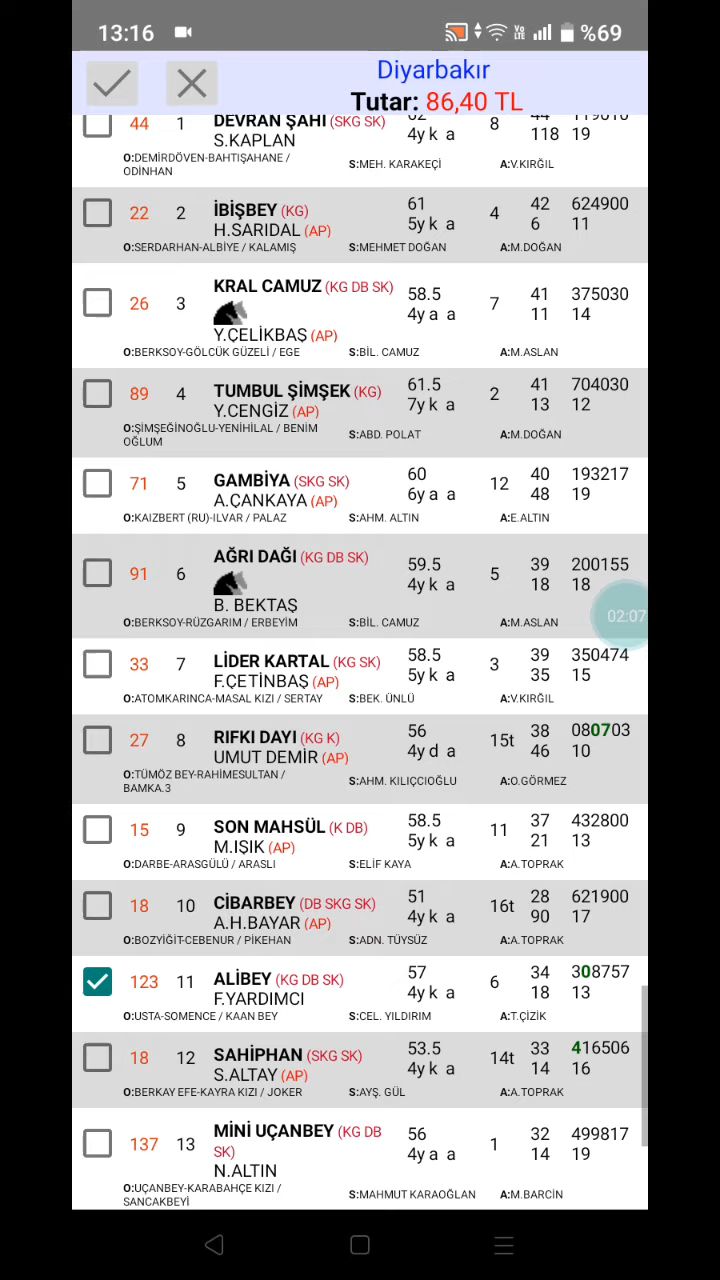 13:16 Vo LTE %69
Diyarbakır
Tutar: 86,40 TL
44 1 DEVRAN ŞAHI (SKG SK) 8
S.KAPLAN 4y k a 118 19
O:DEMİRDÖVEN-BAHTIŞAHANE / S:MEH. KARAKEÇİ A:V.KIRĞIL
ODİNHAN
22 2 İBİŞBEY (KG) 61 4 42 624900
H.SARIDAL (AP) 5y k a 6 11
O:SERDARHAN-ALBİYE / KALAMIŞ S:MEHMET DOĞAN A:M.DOĞAN
26 3 KRAL CAMUZ (KG DB SK) 58.5 7 41 375030
Y.ÇELİKBAŞ (AP) 4y a a 11 14
O:BERKSOY-GÖLCÜK GÜZELİ / EGE S:BİL. CAMUZ A:M.ASLAN
89 4 TUMBUL ŞİMŞEK (KG) 61.5 2 41 704030
Y.CENGİZ (AP) 7y k a 13 12
O:ŞİMŞEĞİNOĞLU-YENİHİLAL / BENİM S:ABD. POLAT A:M.DOĞAN
OĞLUM
71 5 GAMBİYA (SKG SK) 60 12 40 193217
A.ÇANKAYA (AP) 6y a a 48 19
O:KAIZBERT (RU)-ILVAR / PALAZ S:AHM. ALTIN A:E.ALTIN
91 6 AĞRI DAĞI (KG DB SK) 59.5 5 39 200155
B. BEKTAŞ 4y k a 18 18
O:BERKSOY-RÜZGARIM / ERBEYİM S:BİL. CAMUZ A:M.ASLAN
02:07
33 7 LİDER KARTAL (KG SK) 58.5 3 39 350474
F.ÇETİNBAŞ (AP) 5y k a 35 15
O:ATOMKARINCA-MASAL KIZI / SERTAY S:BEK. ÜNLÜ A:V.KIRĞIL
27 8 RIFKI DAYI (KG K) 56 15t 38 080703
UMUT DEMİR (AP) 4y d a 46 10
O:TÜMÖZ BEY-RAHİMESULTAN / S:AHM. KILIÇCIOĞLU A:O.GÖRMEZ
BAMKA.3
15 9 SON MAHSÜL (K DB) 58.5 11 37 432800
M.IŞIK (AP) 5y k a 21 13
O:DARBE-ARASGÜLÜ / ARASLI S:ELİF KAYA A:A.TOPRAK
18 10 CİBARBEY (DB SKG SK) 51 16t 28 621900
A.H.BAYAR (AP) 4y k a 90 17
O:BOZYİĞİT-CEBENUR / PİKEHAN S:ADN. TÜYSÜZ A:A.TOPRAK
123 11 ALİBEY (KG DB SK) 57 6 34 308757
F.YARDIMCI 4y k a 18 13
O:USTA-SOMENCE / KAAN BEY S:CEL. YILDIRIM A:T.ÇİZİK
18 12 SAHİPHAN (SKG SK) 53.5 14t 33 416506
S.ALTAY (AP) 4y k a 14 16
O:BERKAY EFE-KAYRA KIZI / JOKER S:AYŞ. GÜL A:A.TOPRAK
137 13 MİNİ UÇANBEY (KG DB 56 1 32 499817
SK) 4y a a 14 19
N.ALTIN
O:UÇANBEY-KARABAHÇE KIZI / S:MAHMUT KARAOĞLAN A:M.BARCİN
SANCAKBEYİ